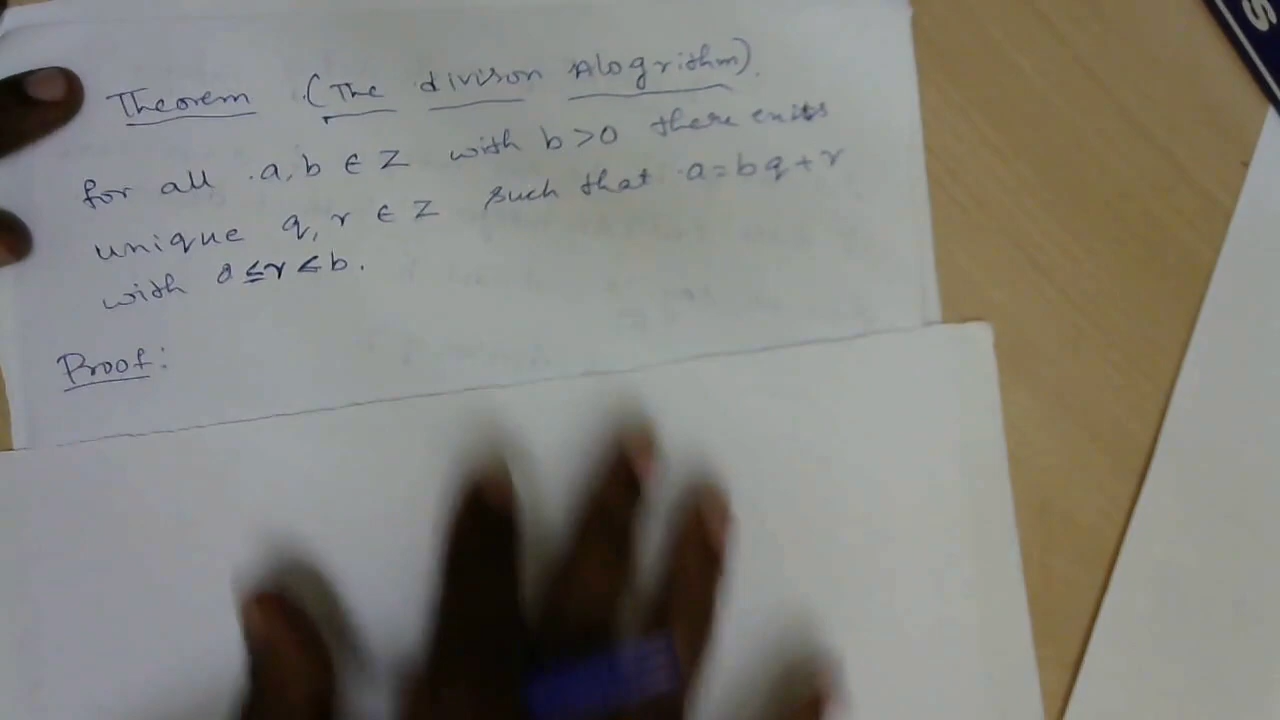 Theorem (The divison Alogrithm).
for all a, b ∈ Z with b > 0 there exits
unique q, r ∈ Z such that a = bq + r
with 0 ≤ r < b.
Proof:
S